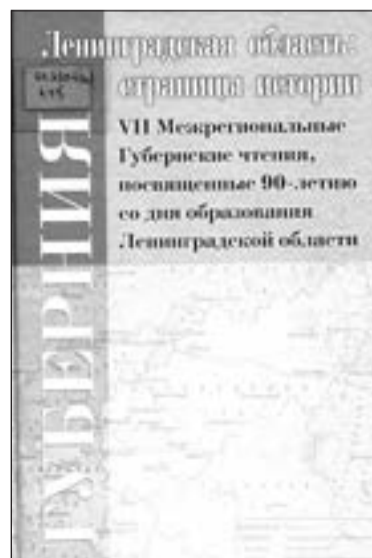 Ленинградская область:
страницы истории
VII Межрегиональные
Губернские чтения,
посвященные 90-летию
со дня образования
Ленинградской области
ГУБЕРНИЯ